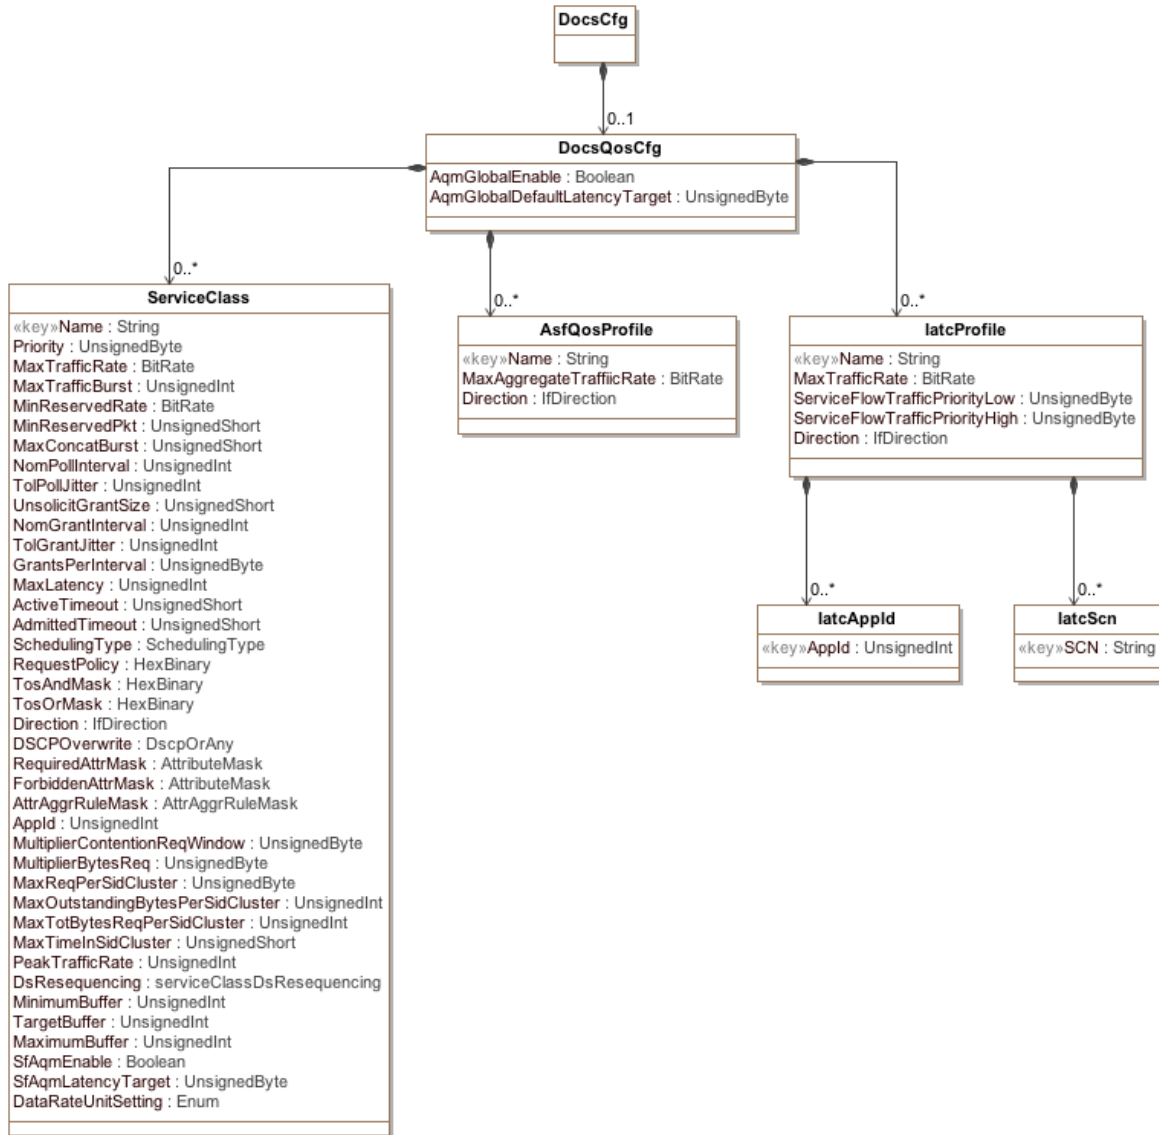 DocsCfg
0..1
DocsQosCfg
AqmGlobalEnable : Boolean
AqmGlobalDefaultLatencyTarget : UnsignedByte
0..*
ServiceClass
«key»Name : String
Priority : UnsignedByte
MaxTrafficRate : BitRate
MaxTrafficBurst : UnsignedInt
MinReservedRate : BitRate
MinReservedPkt : UnsignedShort
MaxConcatBurst : UnsignedShort
NomPollInterval : UnsignedInt
TolPollJitter : UnsignedInt
UnsolicitGrantSize : UnsignedShort
NomGrantInterval : UnsignedInt
TolGrantJitter : UnsignedInt
GrantsPerInterval : UnsignedByte
MaxLatency : UnsignedInt
ActiveTimeout : UnsignedShort
AdmittedTimeout : UnsignedShort
SchedulingType : SchedulingType
RequestPolicy : HexBinary
TosAndMask : HexBinary
TosOrMask : HexBinary
Direction : IfDirection
DSCPOverwrite : DscpOrAny
RequiredAttrMask : AttributeMask
ForbiddenAttrMask : AttributeMask
AttrAggrRuleMask : AttrAggrRuleMask
AppId : UnsignedInt
MultiplierContentionReqWindow : UnsignedByte
MultiplierBytesReq : UnsignedByte
MaxReqPerSidCluster : UnsignedByte
MaxOutstandingBytesPerSidCluster : UnsignedInt
MaxTotBytesReqPerSidCluster : UnsignedInt
MaxTimeInSidCluster : UnsignedShort
PeakTrafficRate : UnsignedInt
DsResequencing : serviceClassDsResequencing
MinimumBuffer : UnsignedInt
TargetBuffer : UnsignedInt
MaximumBuffer : UnsignedInt
SfAqmEnable : Boolean
SfAqmLatencyTarget : UnsignedByte
DataRateUnitSetting : Enum
0..*
AsfQosProfile
«key»Name : String
MaxAggregateTraffiicRate : BitRate
Direction : IfDirection
0..*
IatcProfile
«key»Name : String
MaxTrafficRate : BitRate
ServiceFlowTrafficPriorityLow : UnsignedByte
ServiceFlowTrafficPriorityHigh : UnsignedByte
Direction : IfDirection
0..*
IatcAppId
«key»AppId : UnsignedInt
0..*
IatcScn
«key»SCN : String